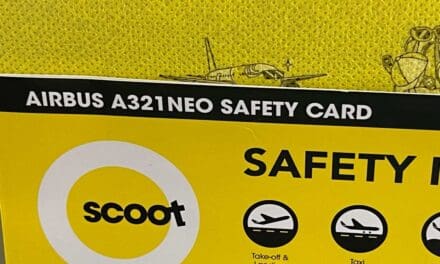 AIRBUS A321NEO SAFETY CARD
SAFETY
scoot
Take-off &
Taxi